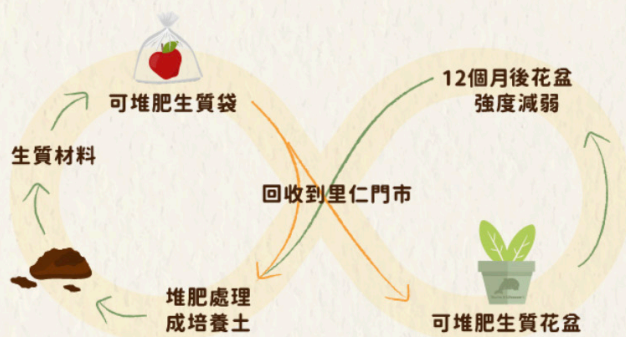 可堆肥生質袋
12個月後花盆
強度減弱
生質材料
回收到里仁門市
堆肥處理
成培養土
可堆肥生質花盆